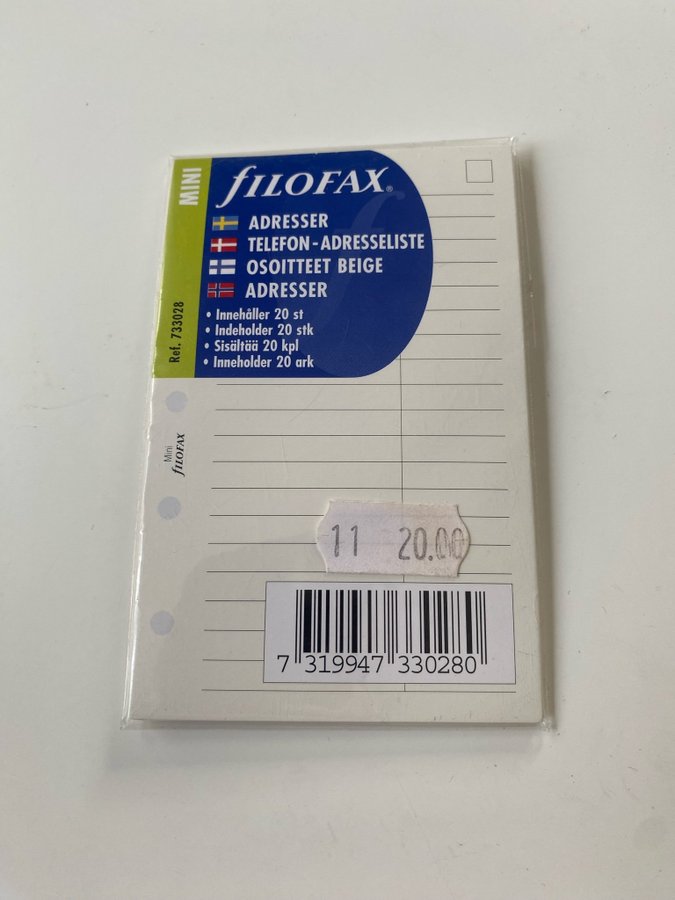 MINI
fILOFAX®
ADRESSER
TELEFON-ADRESSELISTE
OSOITTEET BEIGE
ADRESSER
• Innehåller 20 st
• Indeholder 20 stk
• Sisältää 20 kpl
• Inneholder 20 ark
Ref. 733028
Mini
fILOFAX
11 20.00
7 319947 330280